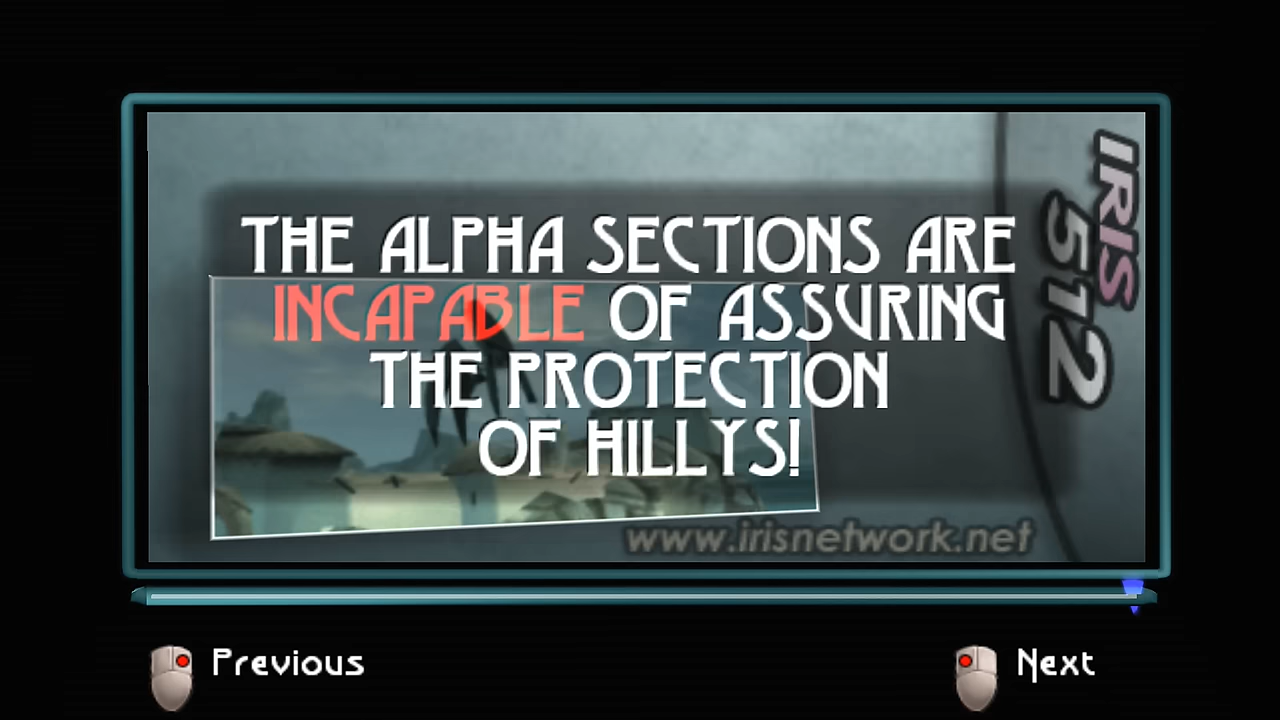 THE ALPHA SECTIONS ARE
INCAPABLE OF ASSURING
THE PROTECTION
OF HILLYS!
IRIS
512
www.irisnetwork.net
Previous
Next